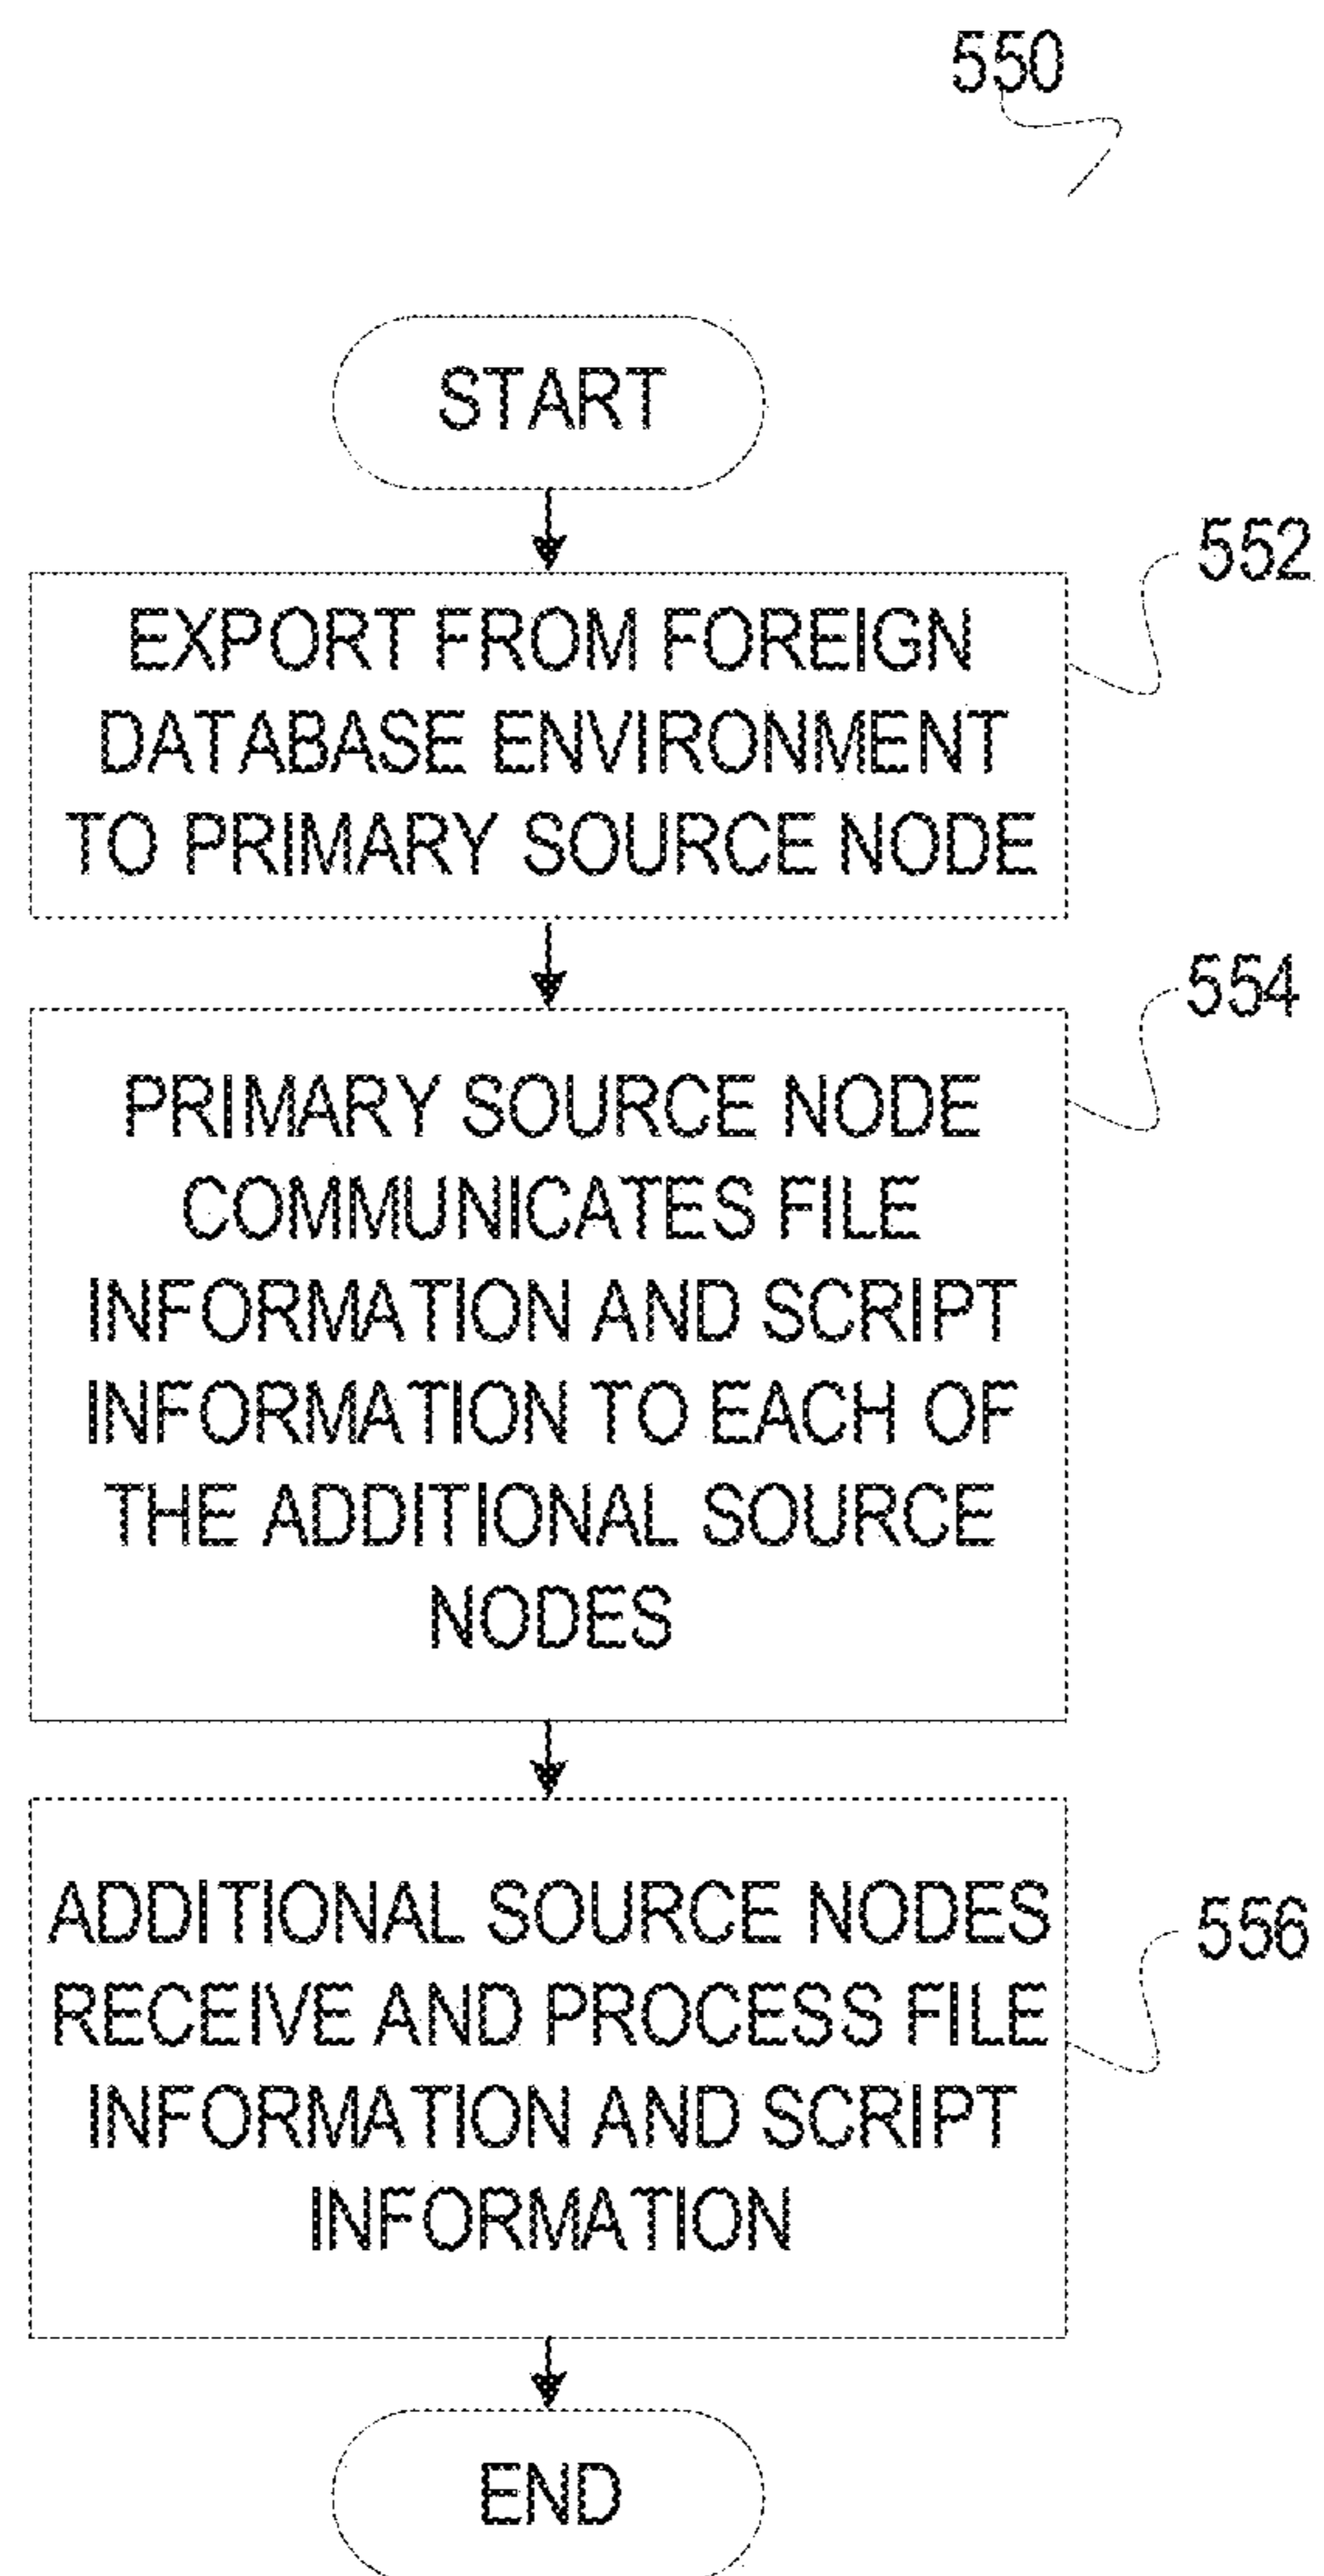 550
START
552
EXPORT FROM FOREIGN
DATABASE ENVIRONMENT
TO PRIMARY SOURCE NODE
554
PRIMARY SOURCE NODE
COMMUNICATES FILE
INFORMATION AND SCRIPT
INFORMATION TO EACH OF
THE ADDITIONAL SOURCE
NODES
556
ADDITIONAL SOURCE NODES
RECEIVE AND PROCESS FILE
INFORMATION AND SCRIPT
INFORMATION
END